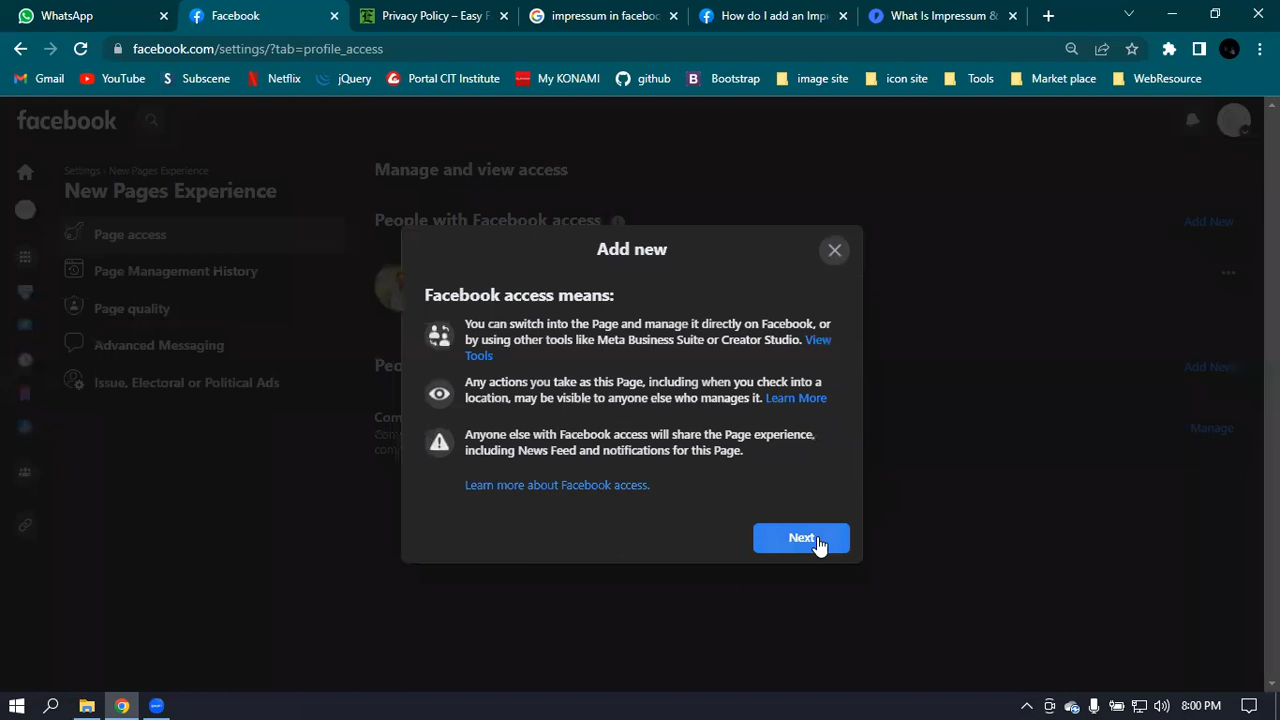 WhatsApp
Facebook
Privacy Policy – Easy F
impressum in faceboo
How do I add an Imp
What Is Impressum &
facebook.com/settings/?tab=profile_access
Gmail
YouTube
Subscene
Netflix
jQuery
Portal CIT Institute
My KONAMI
github
Bootstrap
image site
icon site
Tools
Market place
WebResource
facebook
Settings › New Pages Experience
New Pages Experience
Page access
Page Management History
Page quality
Advanced Messaging
Issue, Electoral or Political Ads
Manage and view access
People with Facebook access
Add New
Add New
Manage
Add new
Facebook access means:
You can switch into the Page and manage it directly on Facebook, or
by using other tools like Meta Business Suite or Creator Studio. View
Tools
Any actions you take as this Page, including when you check into a
location, may be visible to anyone else who manages it. Learn More
Anyone else with Facebook access will share the Page experience,
including News Feed and notifications for this Page.
Learn more about Facebook access.
Next
8:00 PM